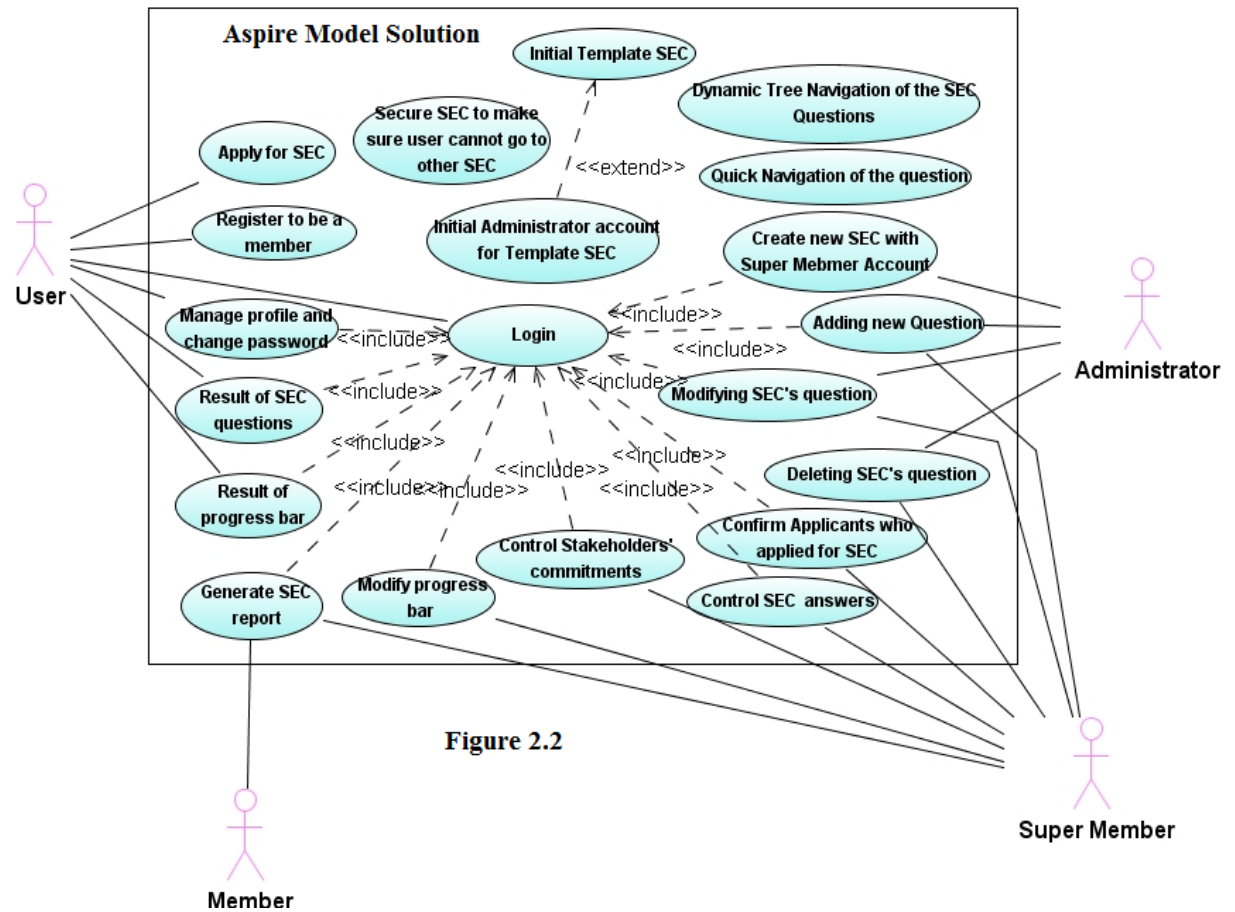 Aspire Model Solution
Initial Template SEC
Dynamic Tree Navigation of the SEC
Questions
Secure SEC to make
sure user cannot go to
other SEC
Apply for SEC
<<extend>>
Quick Navigation of the question
Register to be a
member
Initial Administrator account
for Template SEC
Create new SEC with
Super Mebmer Account
User
Manage profile and
change password
<<include>>
Login
<<include>>
Adding new Question
<<include>>
Administrator
Result of SEC
questions
<<include>>
<<include>>
Modifying SEC's question
<<include>>
<<include>>
<<include>>
Deleting SEC's question
Result of
progress bar
<<include>>
<<include>>
<<include>>
Confirm Applicants who
applied for SEC
Control Stakeholders'
commitments
Generate SEC
report
Modify progress
bar
Control SEC answers
Figure 2.2
Super Member
Member